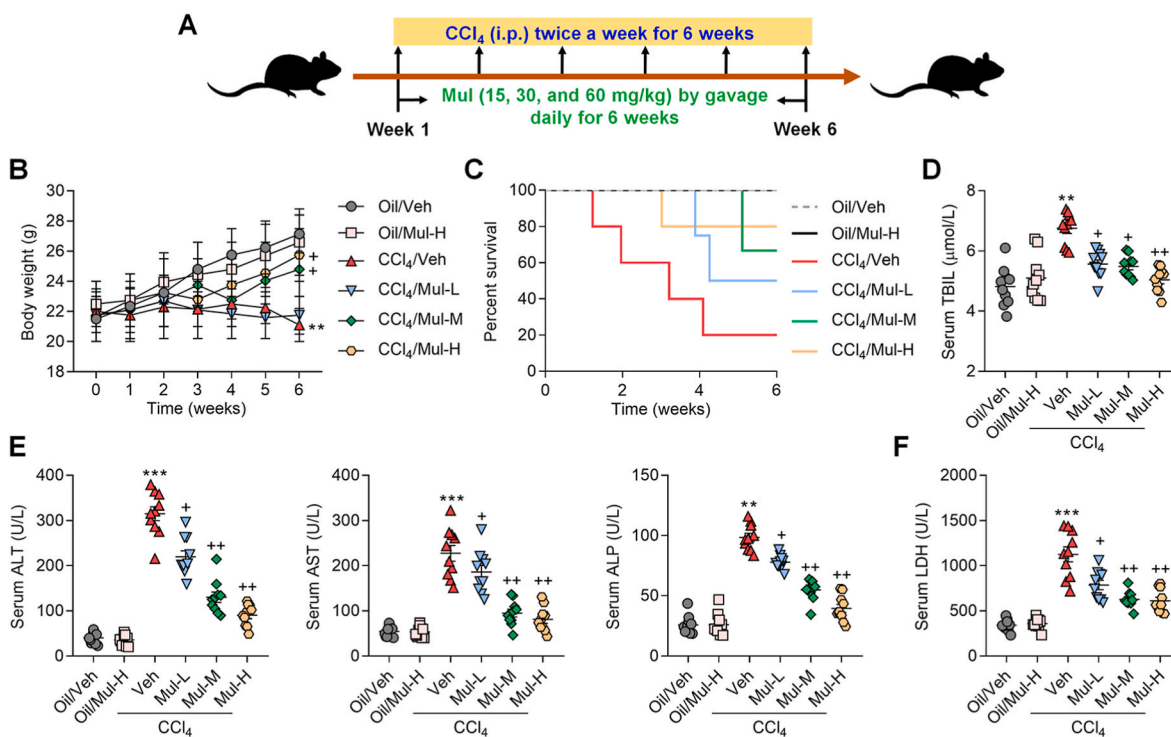 A
CCl₄ (i.p.) twice a week for 6 weeks
Mul (15, 30, and 60 mg/kg) by gavage
daily for 6 weeks
Week 1
Week 6
B
Body weight (g)
30
28
26
24
22
20
18
0 1 2 3 4 5 6
Time (weeks)
+
+
**
Oil/Veh
Oil/Mul-H
CCl₄/Veh
CCl₄/Mul-L
CCl₄/Mul-M
CCl₄/Mul-H
C
Percent survival
100
80
60
40
20
0
0 2 4 6
Time (weeks)
Oil/Veh
Oil/Mul-H
CCl₄/Veh
CCl₄/Mul-L
CCl₄/Mul-M
CCl₄/Mul-H
D
Serum TBIL (μmol/L)
8
6
4
2
** + + ++
Oil/Veh
Oil/Mul-H
Veh
Mul-L
Mul-M
Mul-H
CCl₄
E
Serum ALT (U/L)
400
300
200
100
0
*** + ++ ++
Oil/Veh
Oil/Mul-H
Veh
Mul-L
Mul-M
Mul-H
CCl₄
Serum AST (U/L)
400
300
200
100
0
*** + ++ ++
Oil/Veh
Oil/Mul-H
Veh
Mul-L
Mul-M
Mul-H
CCl₄
Serum ALP (U/L)
150
100
50
0
** + ++ ++
Oil/Veh
Oil/Mul-H
Veh
Mul-L
Mul-M
Mul-H
CCl₄
F
Serum LDH (U/L)
2000
1500
1000
500
0
*** + ++ ++
Oil/Veh
Oil/Mul-H
Veh
Mul-L
Mul-M
Mul-H
CCl₄